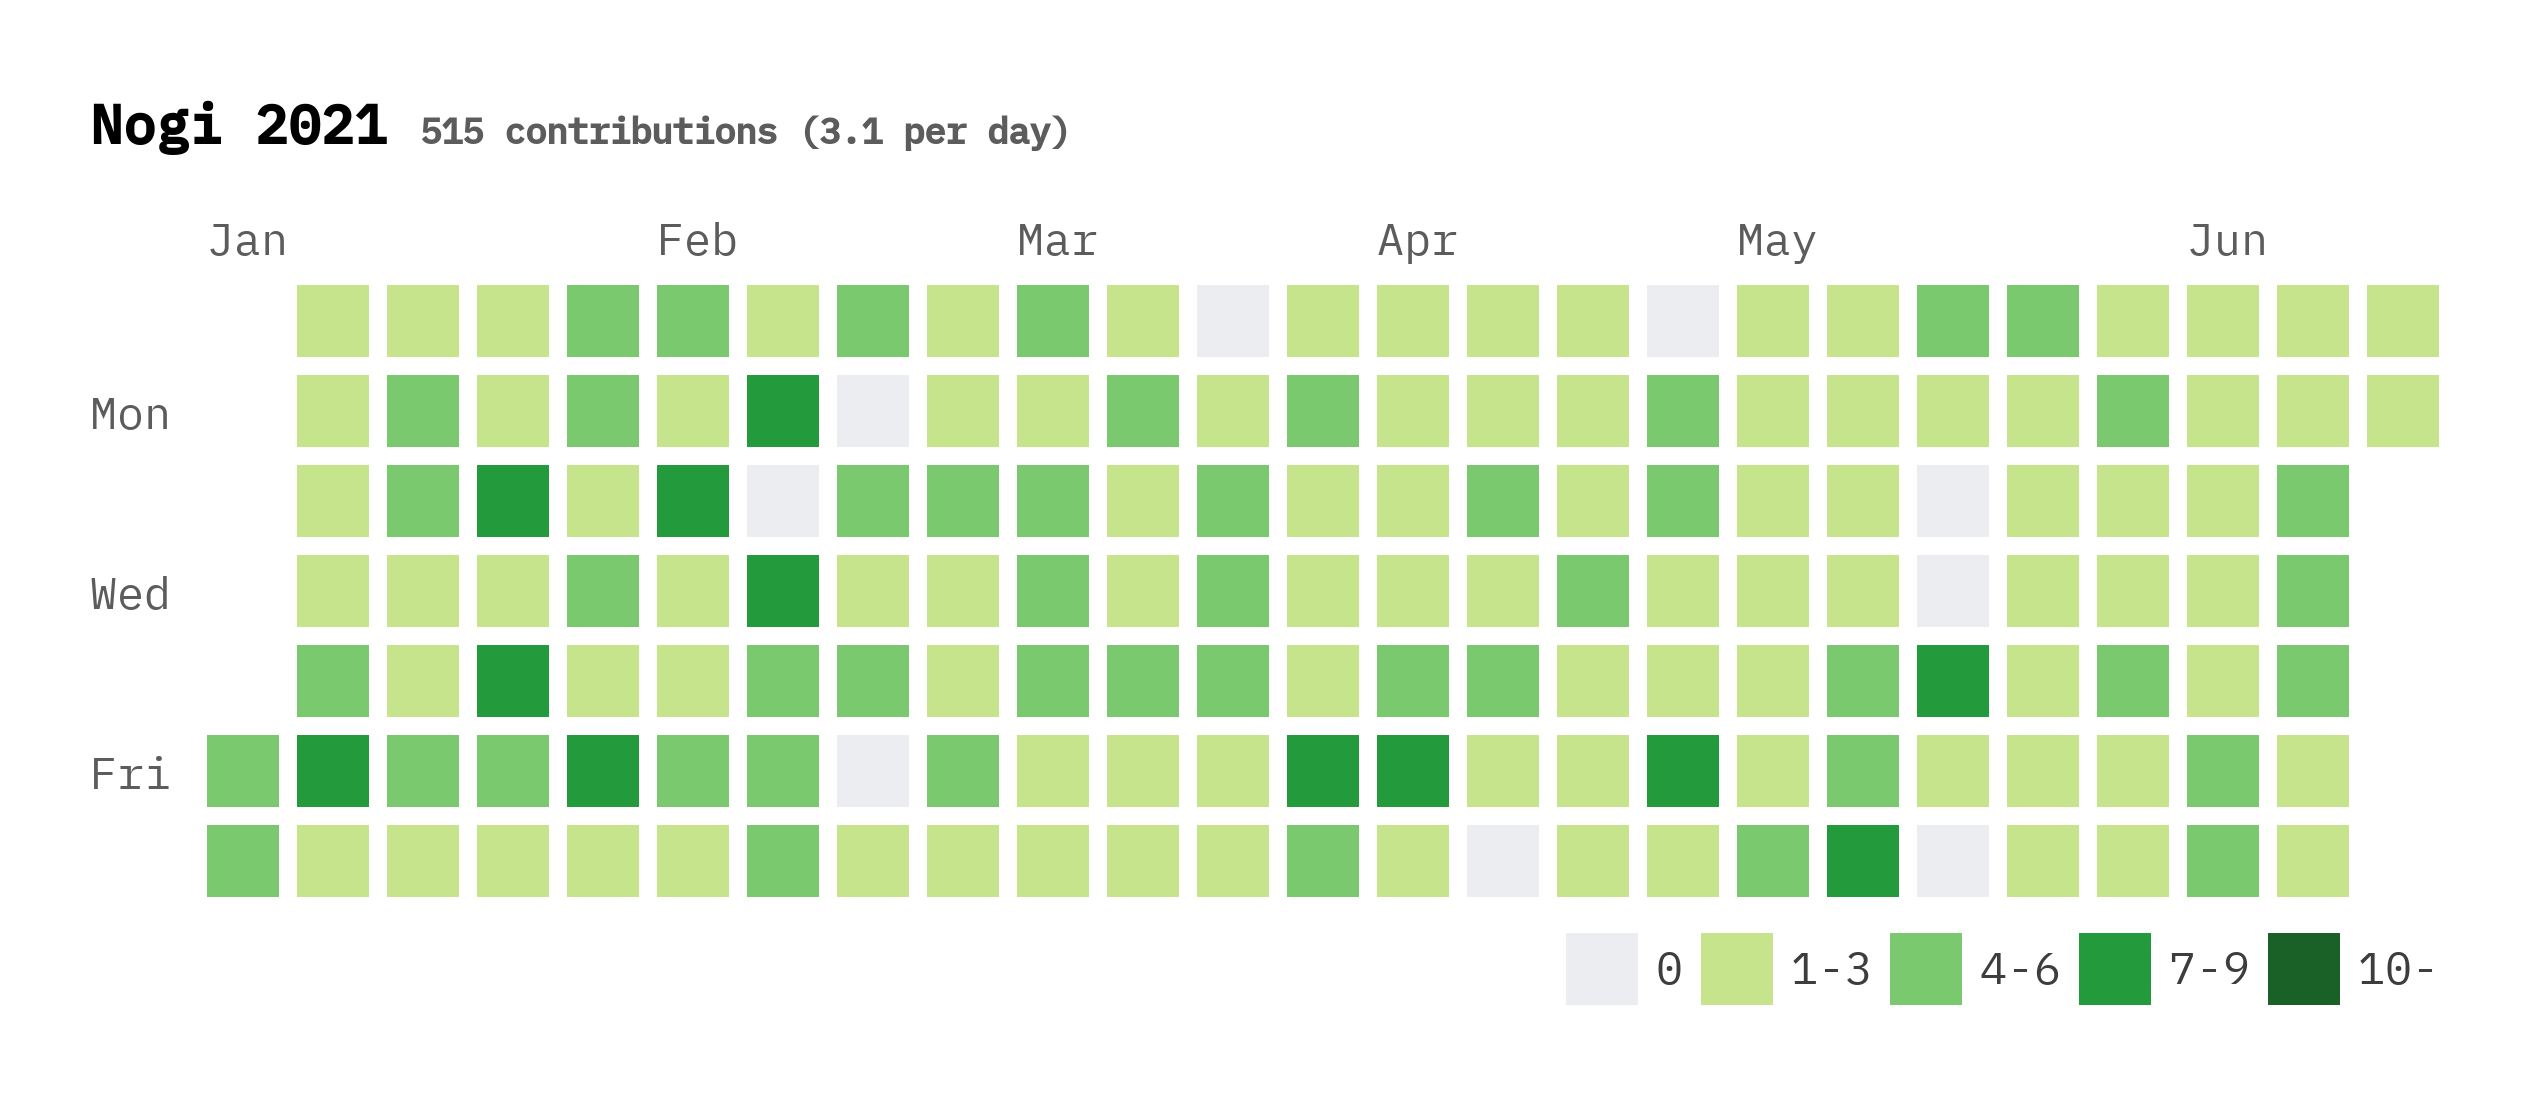 Nogi 2021 515 contributions (3.1 per day)
Jan Feb Mar Apr May Jun
Mon
Wed
Fri
0 1-3 4-6 7-9 10-